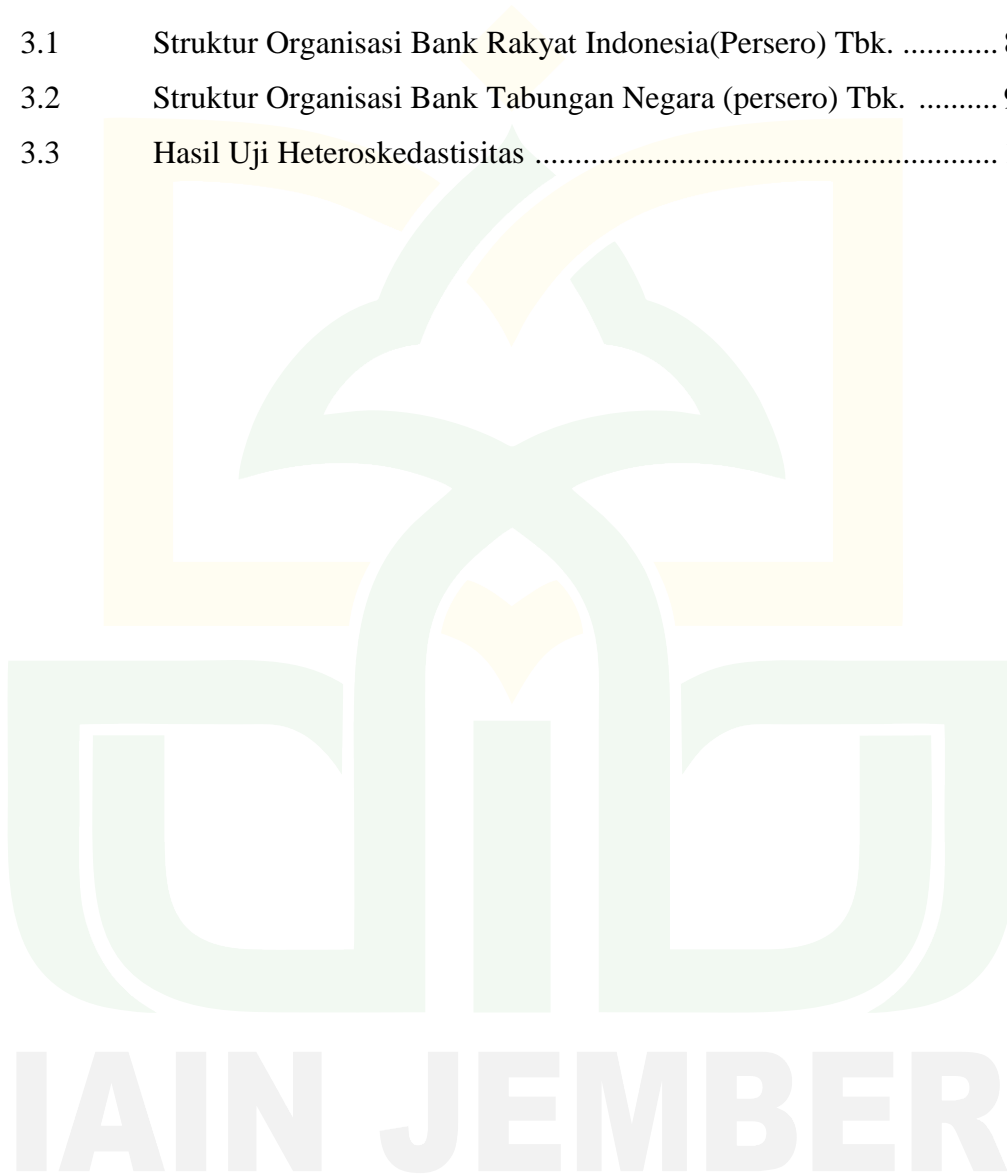 3.1 Struktur Organisasi Bank Rakyat Indonesia(Persero) Tbk. ............
3.2 Struktur Organisasi Bank Tabungan Negara (persero) Tbk. ..........
3.3 Hasil Uji Heteroskedastisitas ..........................................................
IAIN JEMBER